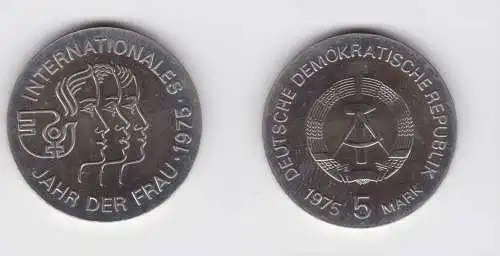 INTERNATIONALES
JAHR DER FRAU · 1975 ·
DEUTSCHE DEMOKRATISCHE REPUBLIK
1975 5 MARK